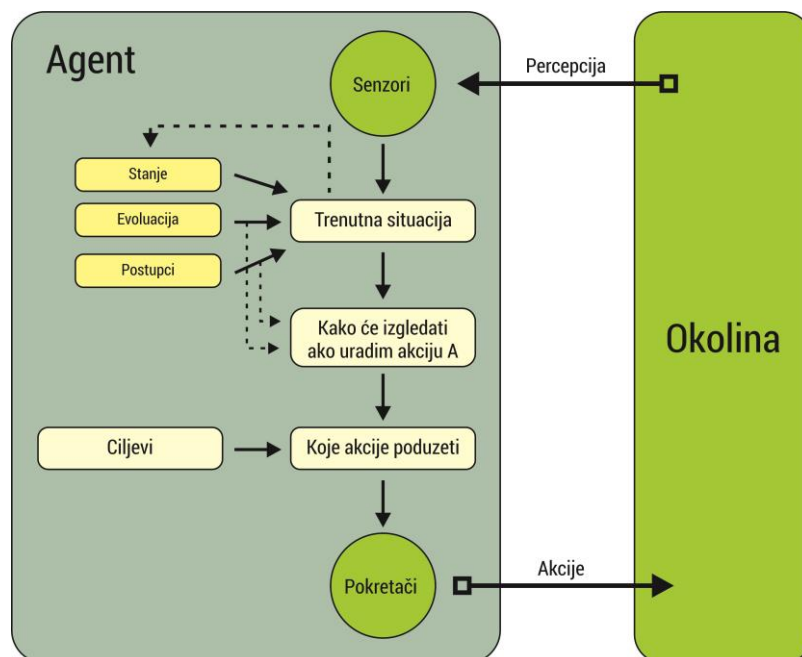 Agent
Senzori
Percepcija
Stanje
Evoluacija
Trenutna situacija
Postupci
Kako će izgledati
ako uradim akciju A
Okolina
Ciljevi
Koje akcije poduzeti
Pokretači
Akcije